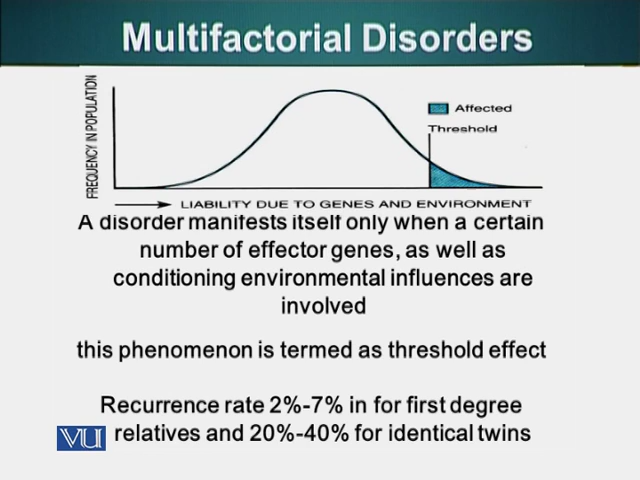 Multifactorial Disorders
FREQUENCY IN POPULATION
Affected
Threshold
LIABILITY DUE TO GENES AND ENVIRONMENT
A disorder manifests itself only when a certain
number of effector genes, as well as
conditioning environmental influences are
involved
this phenomenon is termed as threshold effect
Recurrence rate 2%-7% in for first degree
relatives and 20%-40% for identical twins
VU